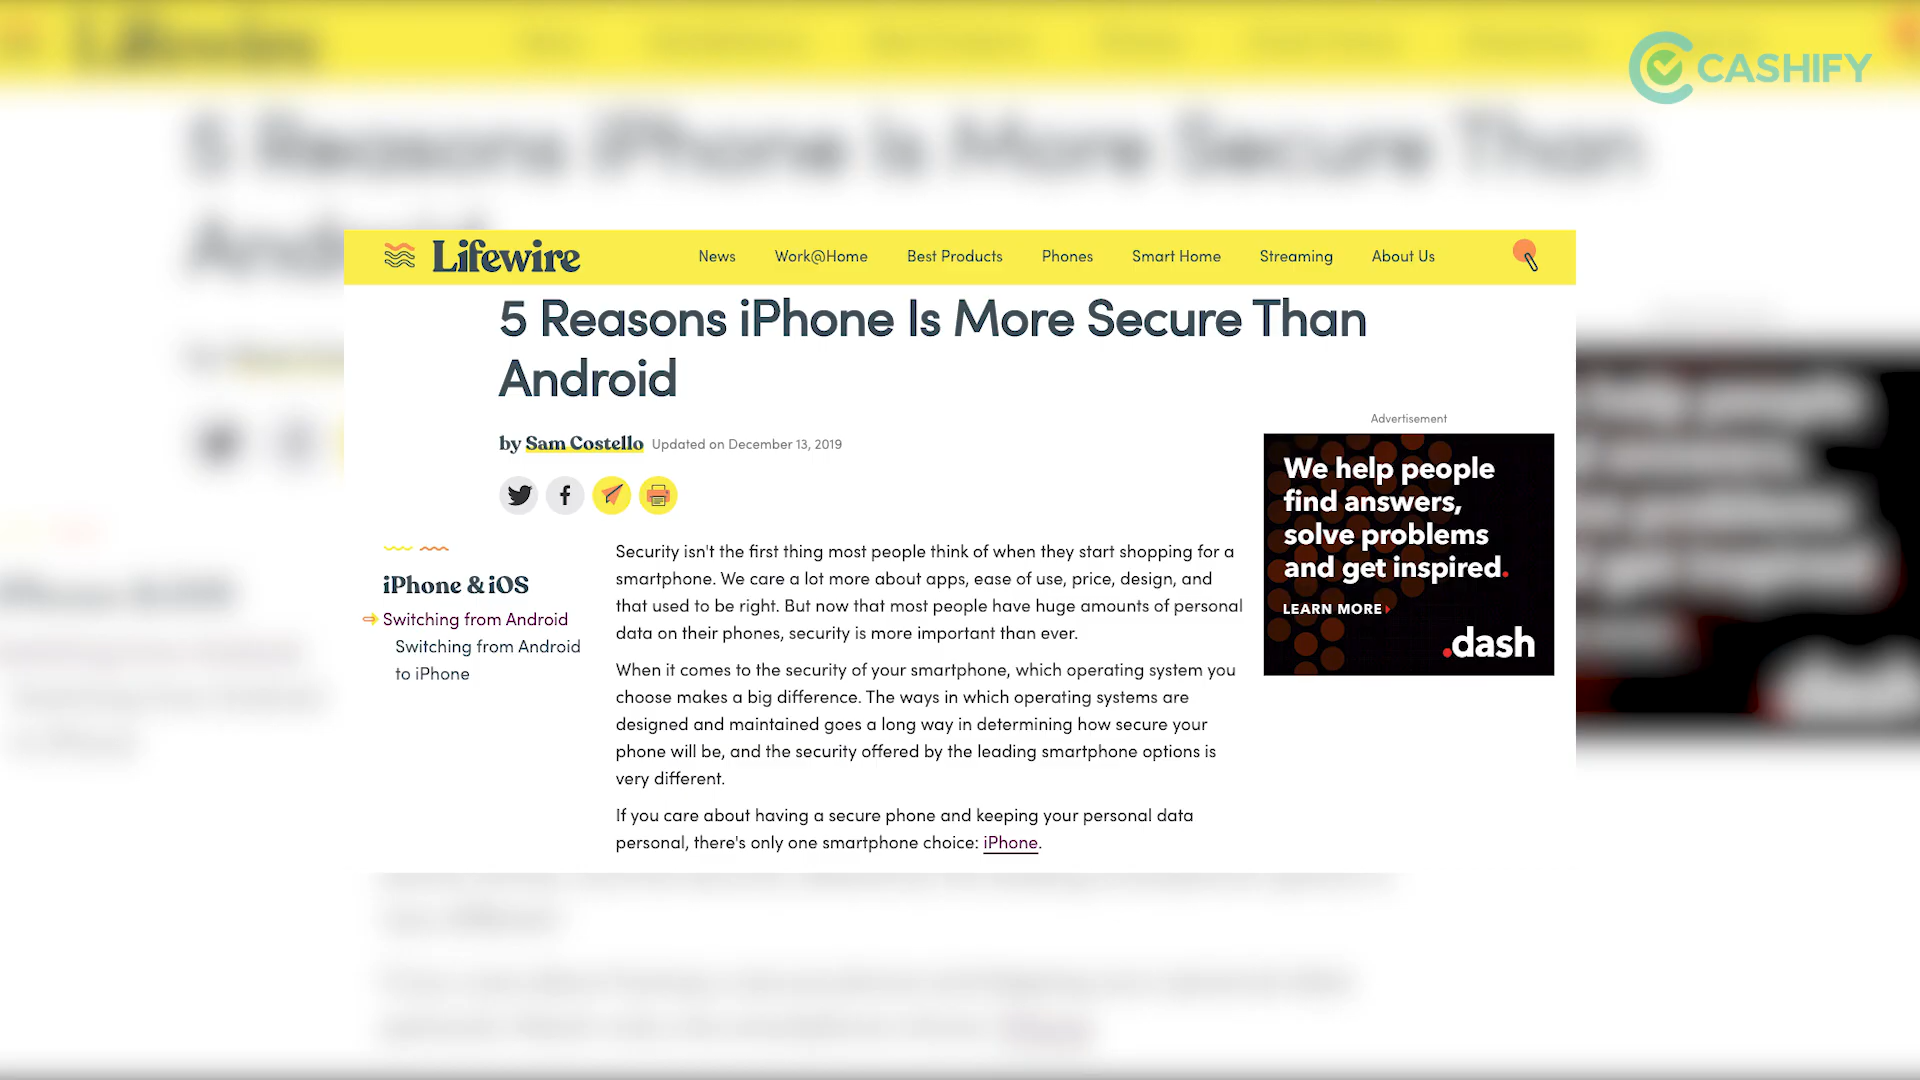 CASHIFY
Lifewire
News Work@Home Best Products Phones Smart Home Streaming About Us
5 Reasons iPhone Is More Secure Than
Android
by Sam Costello Updated on December 13, 2019
iPhone & iOS
Switching from Android
Switching from Android
to iPhone
Security isn't the first thing most people think of when they start shopping for a
smartphone. We care a lot more about apps, ease of use, price, design, and
that used to be right. But now that most people have huge amounts of personal
data on their phones, security is more important than ever.
When it comes to the security of your smartphone, which operating system you
choose makes a big difference. The ways in which operating systems are
designed and maintained goes a long way in determining how secure your
phone will be, and the security offered by the leading smartphone options is
very different.
If you care about having a secure phone and keeping your personal data
personal, there's only one smartphone choice: iPhone.
Advertisement
We help people
find answers,
solve problems
and get inspired.
LEARN MORE
.dash